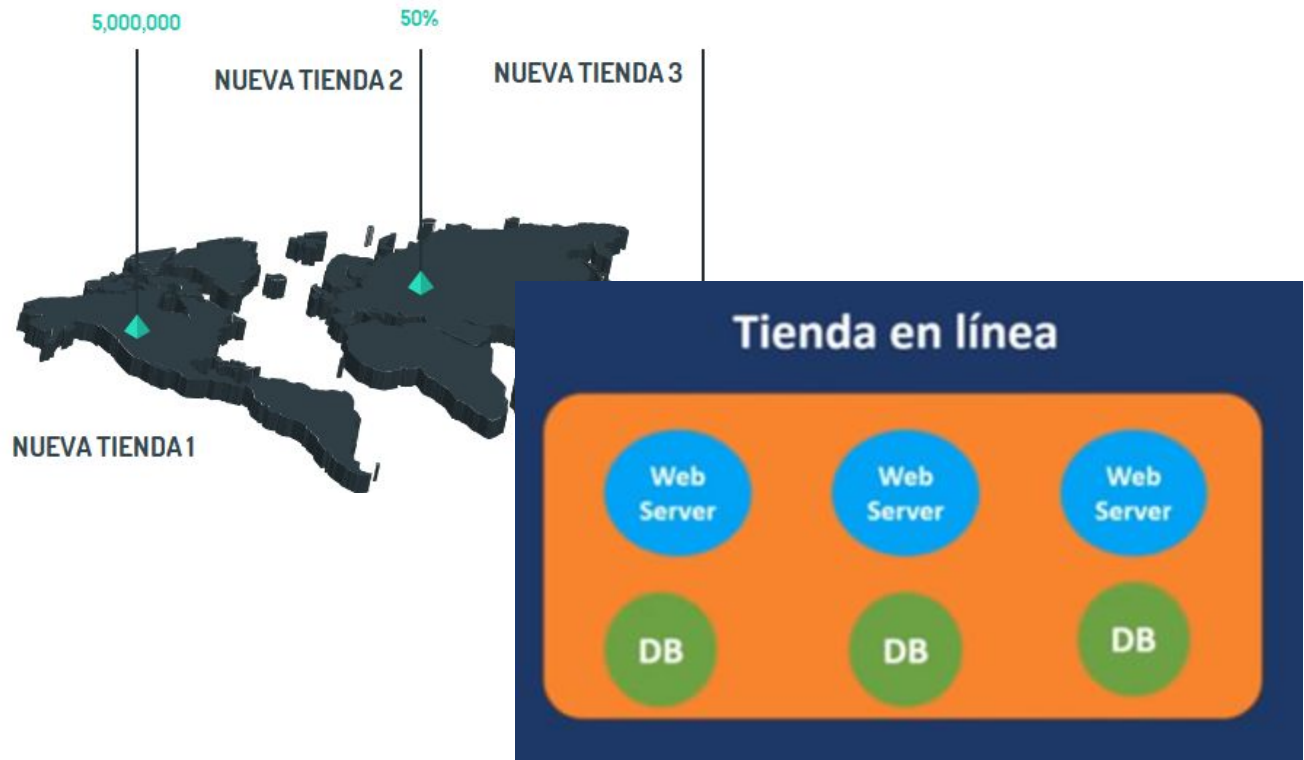 5,000,000
50%
NUEVA TIENDA 2
NUEVA TIENDA 3
NUEVA TIENDA 1
Tienda en línea
Web
Server
Web
Server
Web
Server
DB
DB
DB